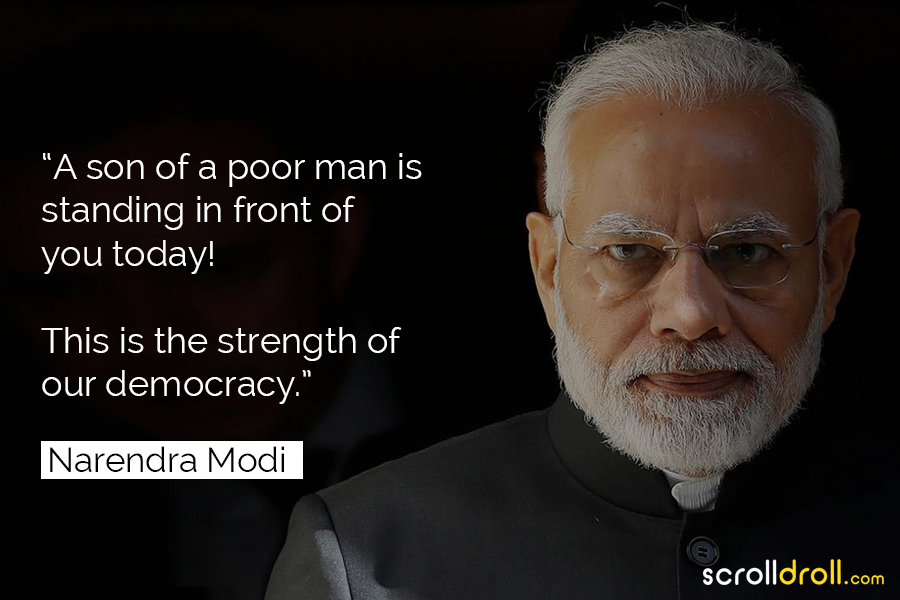 “A son of a poor man is
standing in front of
you today!
This is the strength of
our democracy.”
Narendra Modi
scrolldroll.com